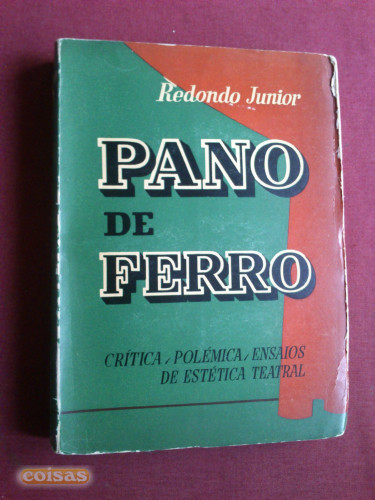 Redondo Junior
PANO
DE
FERRO
CRÍTICA, POLÉMICA, ENSAIOS
DE ESTÉTICA TEATRAL
coisas